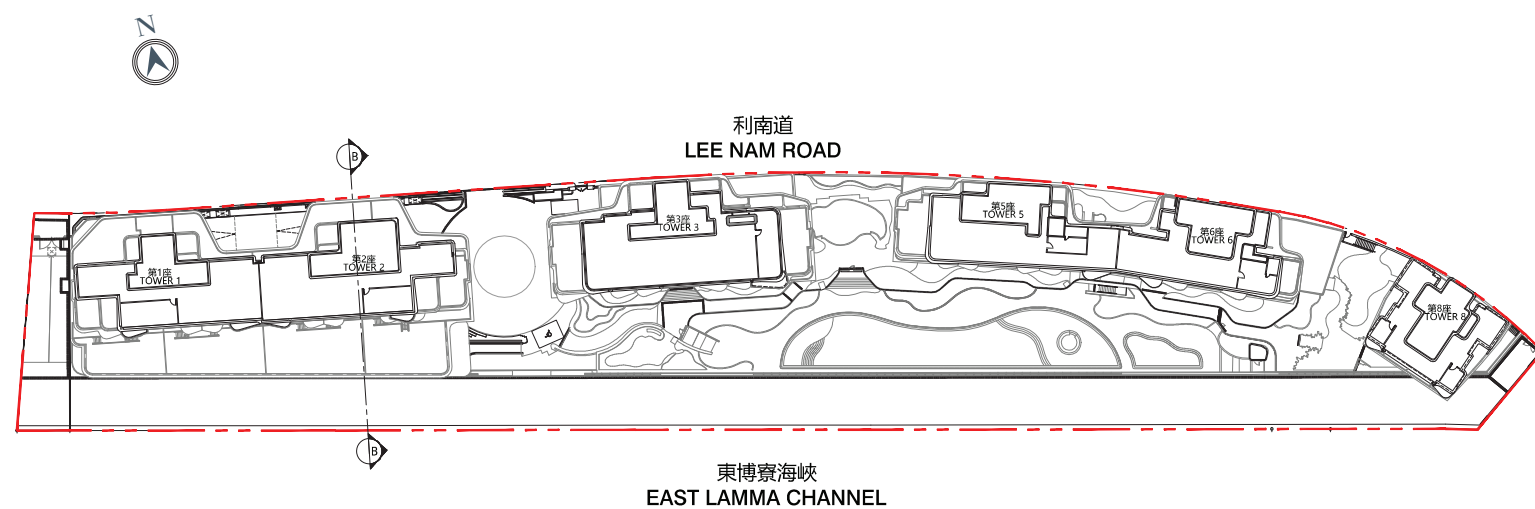 N
利南道
LEE NAM ROAD
B
第1座
TOWER 1
第2座
TOWER 2
第3座
TOWER 3
第5座
TOWER 5
第6座
TOWER 6
第8座
TOWER 8
B
東博寮海峽
EAST LAMMA CHANNEL